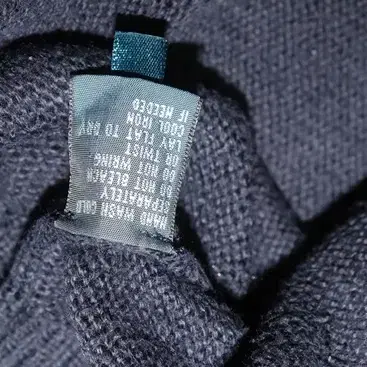 HAND WASH COLD
SEPARATELY
DO NOT BLEACH
DO NOT WRING
OR TWIST
LAY FLAT TO DRY
COOL IRON
IF NEEDED